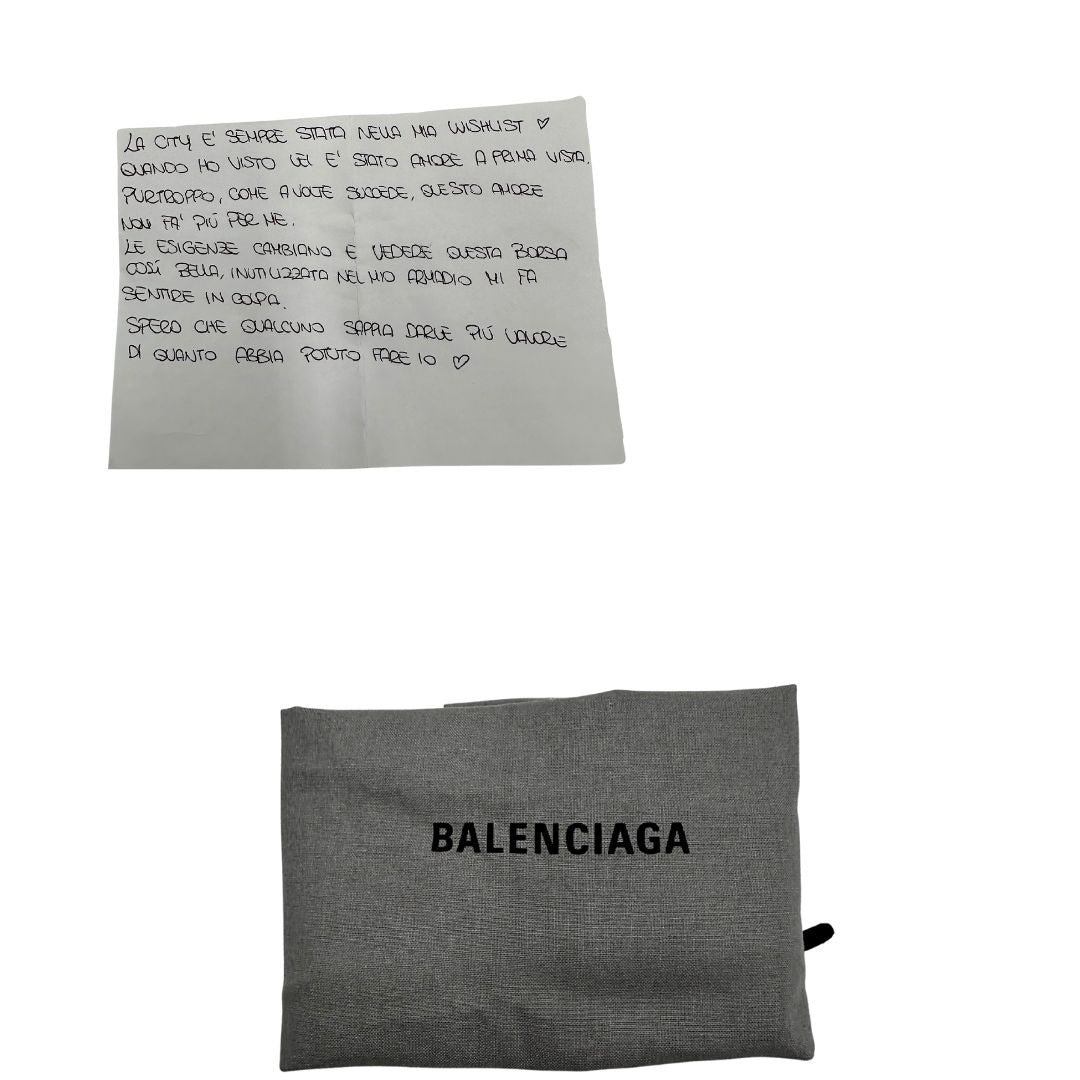 LA CITY E' SEMPRE STATA NELLA MIA WISHLIST ♡
QUANDO HO VISTO LEI E' STATO AMORE A PRIMA VISTA.
PURTROPPO, COME A VOLTE SUCCEDE, QUESTO AMORE
NON FA' PIÙ PER ME.
LE ESIGENZE CAMBIANO E VEDERE QUESTA BORSA
COSÌ BELLA, INUTILIZZATA NEL MIO ARMADIO MI FA
SENTIRE IN COLPA.
SPERO CHE QUALCUNO SAPPIA DARLE PIÙ VALORE
DI QUANTO ABBIA POTUTO FARE IO ♡
BALENCIAGA